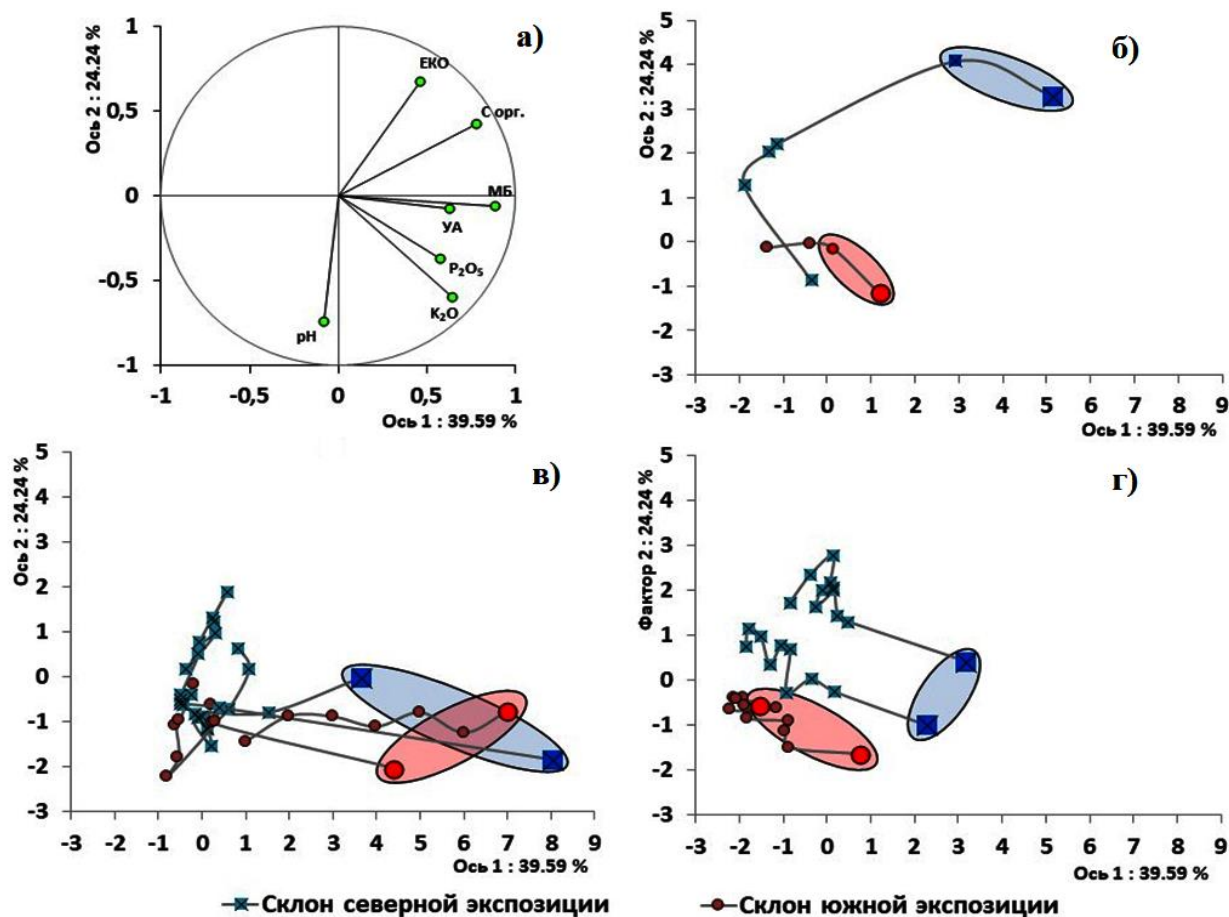 а)
Ось 2 : 24.24 %
1
0,5
0
-0,5
-1
ЕКО
С орг.
МБ
УА
P₂O₅
K₂O
pH
-1 -0,5 0 0,5 1
Ось 1 : 39.59 %
б)
Ось 2 : 24.24 %
5
4
3
2
1
0
-1
-2
-3
-3 -2 -1 0 1 2 3 4 5 6 7 8 9
Ось 1 : 39.59 %
в)
Ось 2 : 24.24 %
5
4
3
2
1
0
-1
-2
-3
-3 -2 -1 0 1 2 3 4 5 6 7 8 9
Ось 1 : 39.59 %
г)
Фактор 2 : 24.24 %
5
4
3
2
1
0
-1
-2
-3
-3 -2 -1 0 1 2 3 4 5 6 7 8 9
Ось 1 : 39.59 %
Склон северной экспозиции
Склон южной экспозиции